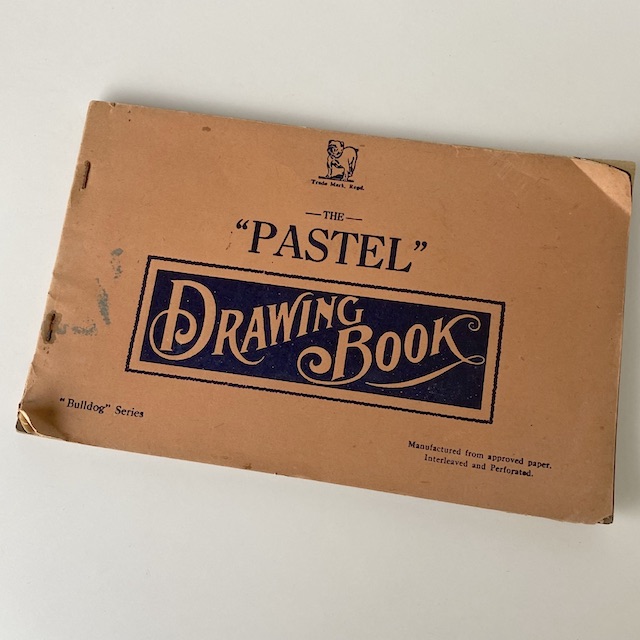 Trade Mark, Regd.
— THE —
"PASTEL"
DRAWING BOOK
"Bulldog" Series
Manufactured from approved paper.
Interleaved and Perforated.